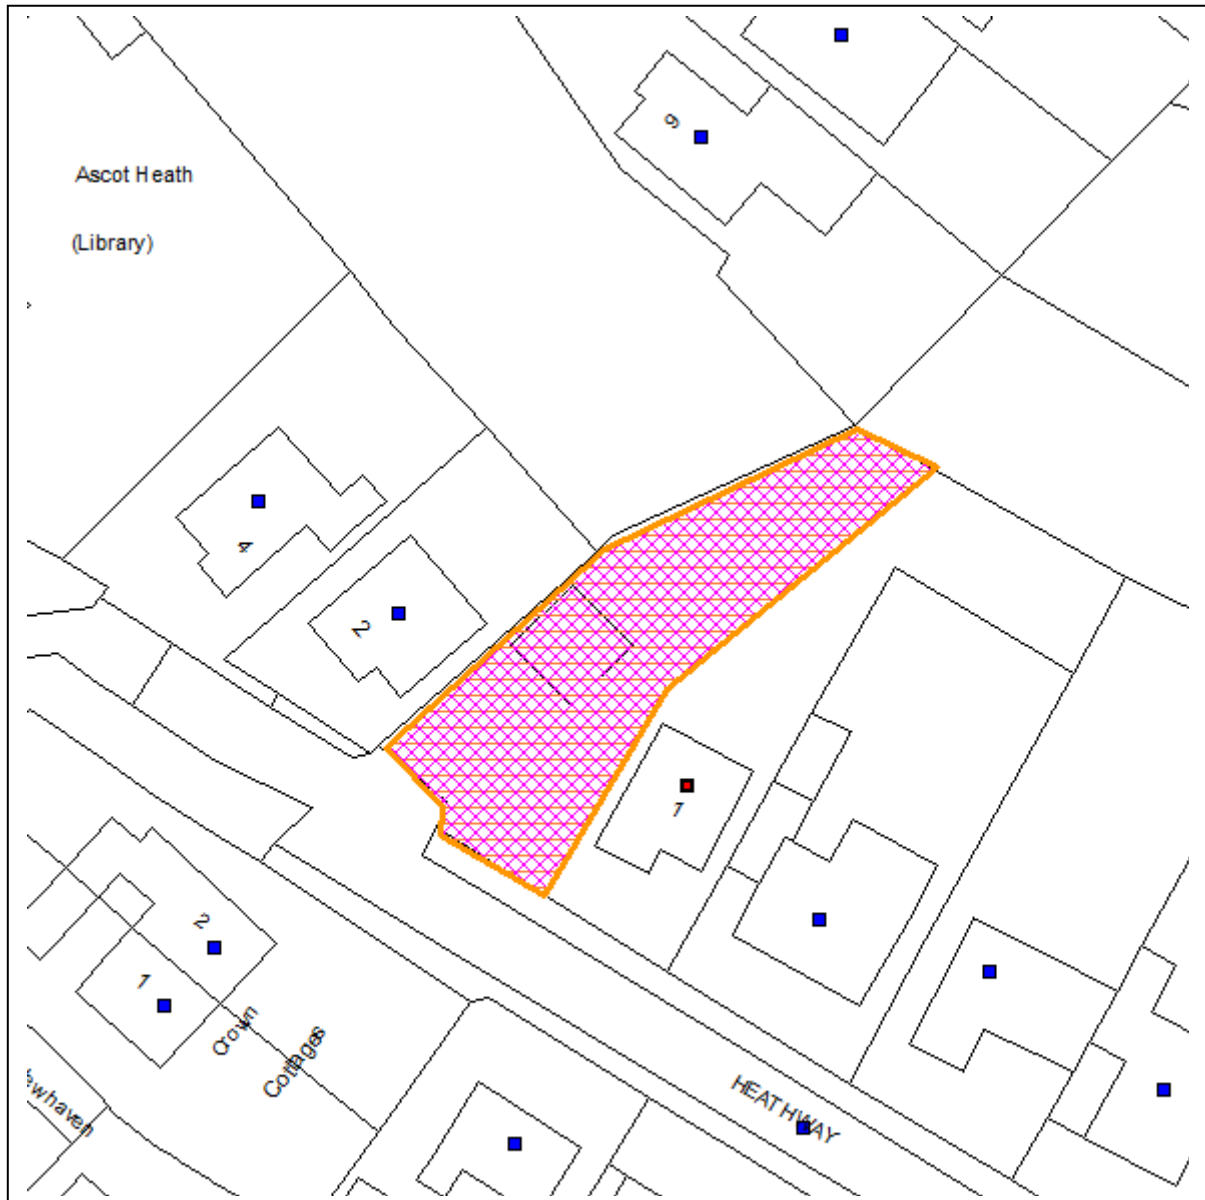 9
Ascot Heath
(Library)
4
2
1
2
1
Crown
Cottages
HEATHWAY
ewhaven